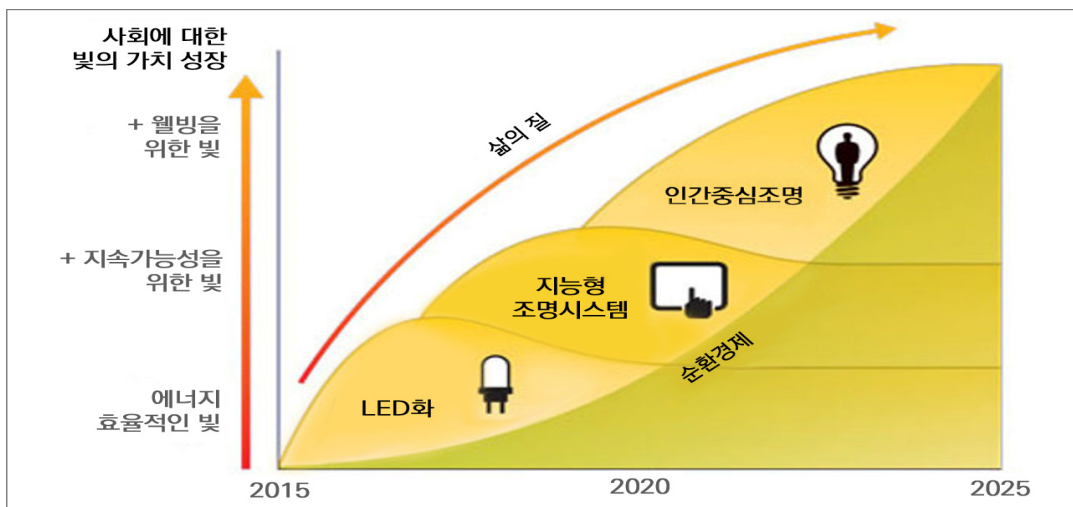 사회에 대한
빛의 가치 성장
+ 웰빙을
위한 빛
+ 지속가능성을
위한 빛
에너지
효율적인 빛
삶의 질
인간중심조명
지능형
조명시스템
LED화
순환경제
2015
2020
2025